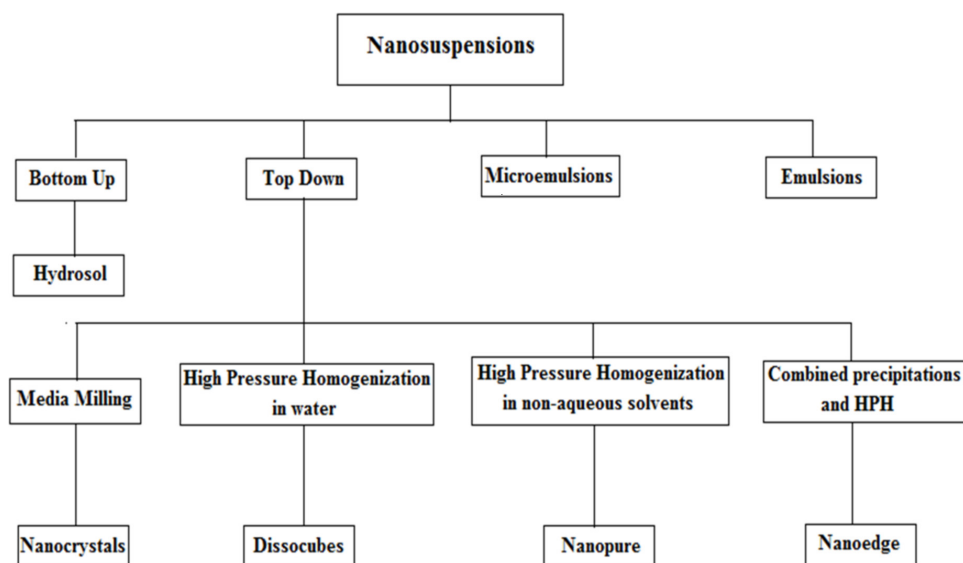 Nanosuspensions
Bottom Up
Top Down
Microemulsions
Emulsions
Hydrosol
Media Milling
High Pressure Homogenization
in water
High Pressure Homogenization
in non-aqueous solvents
Combined precipitations
and HPH
Nanocrystals
Dissocubes
Nanopure
Nanoedge